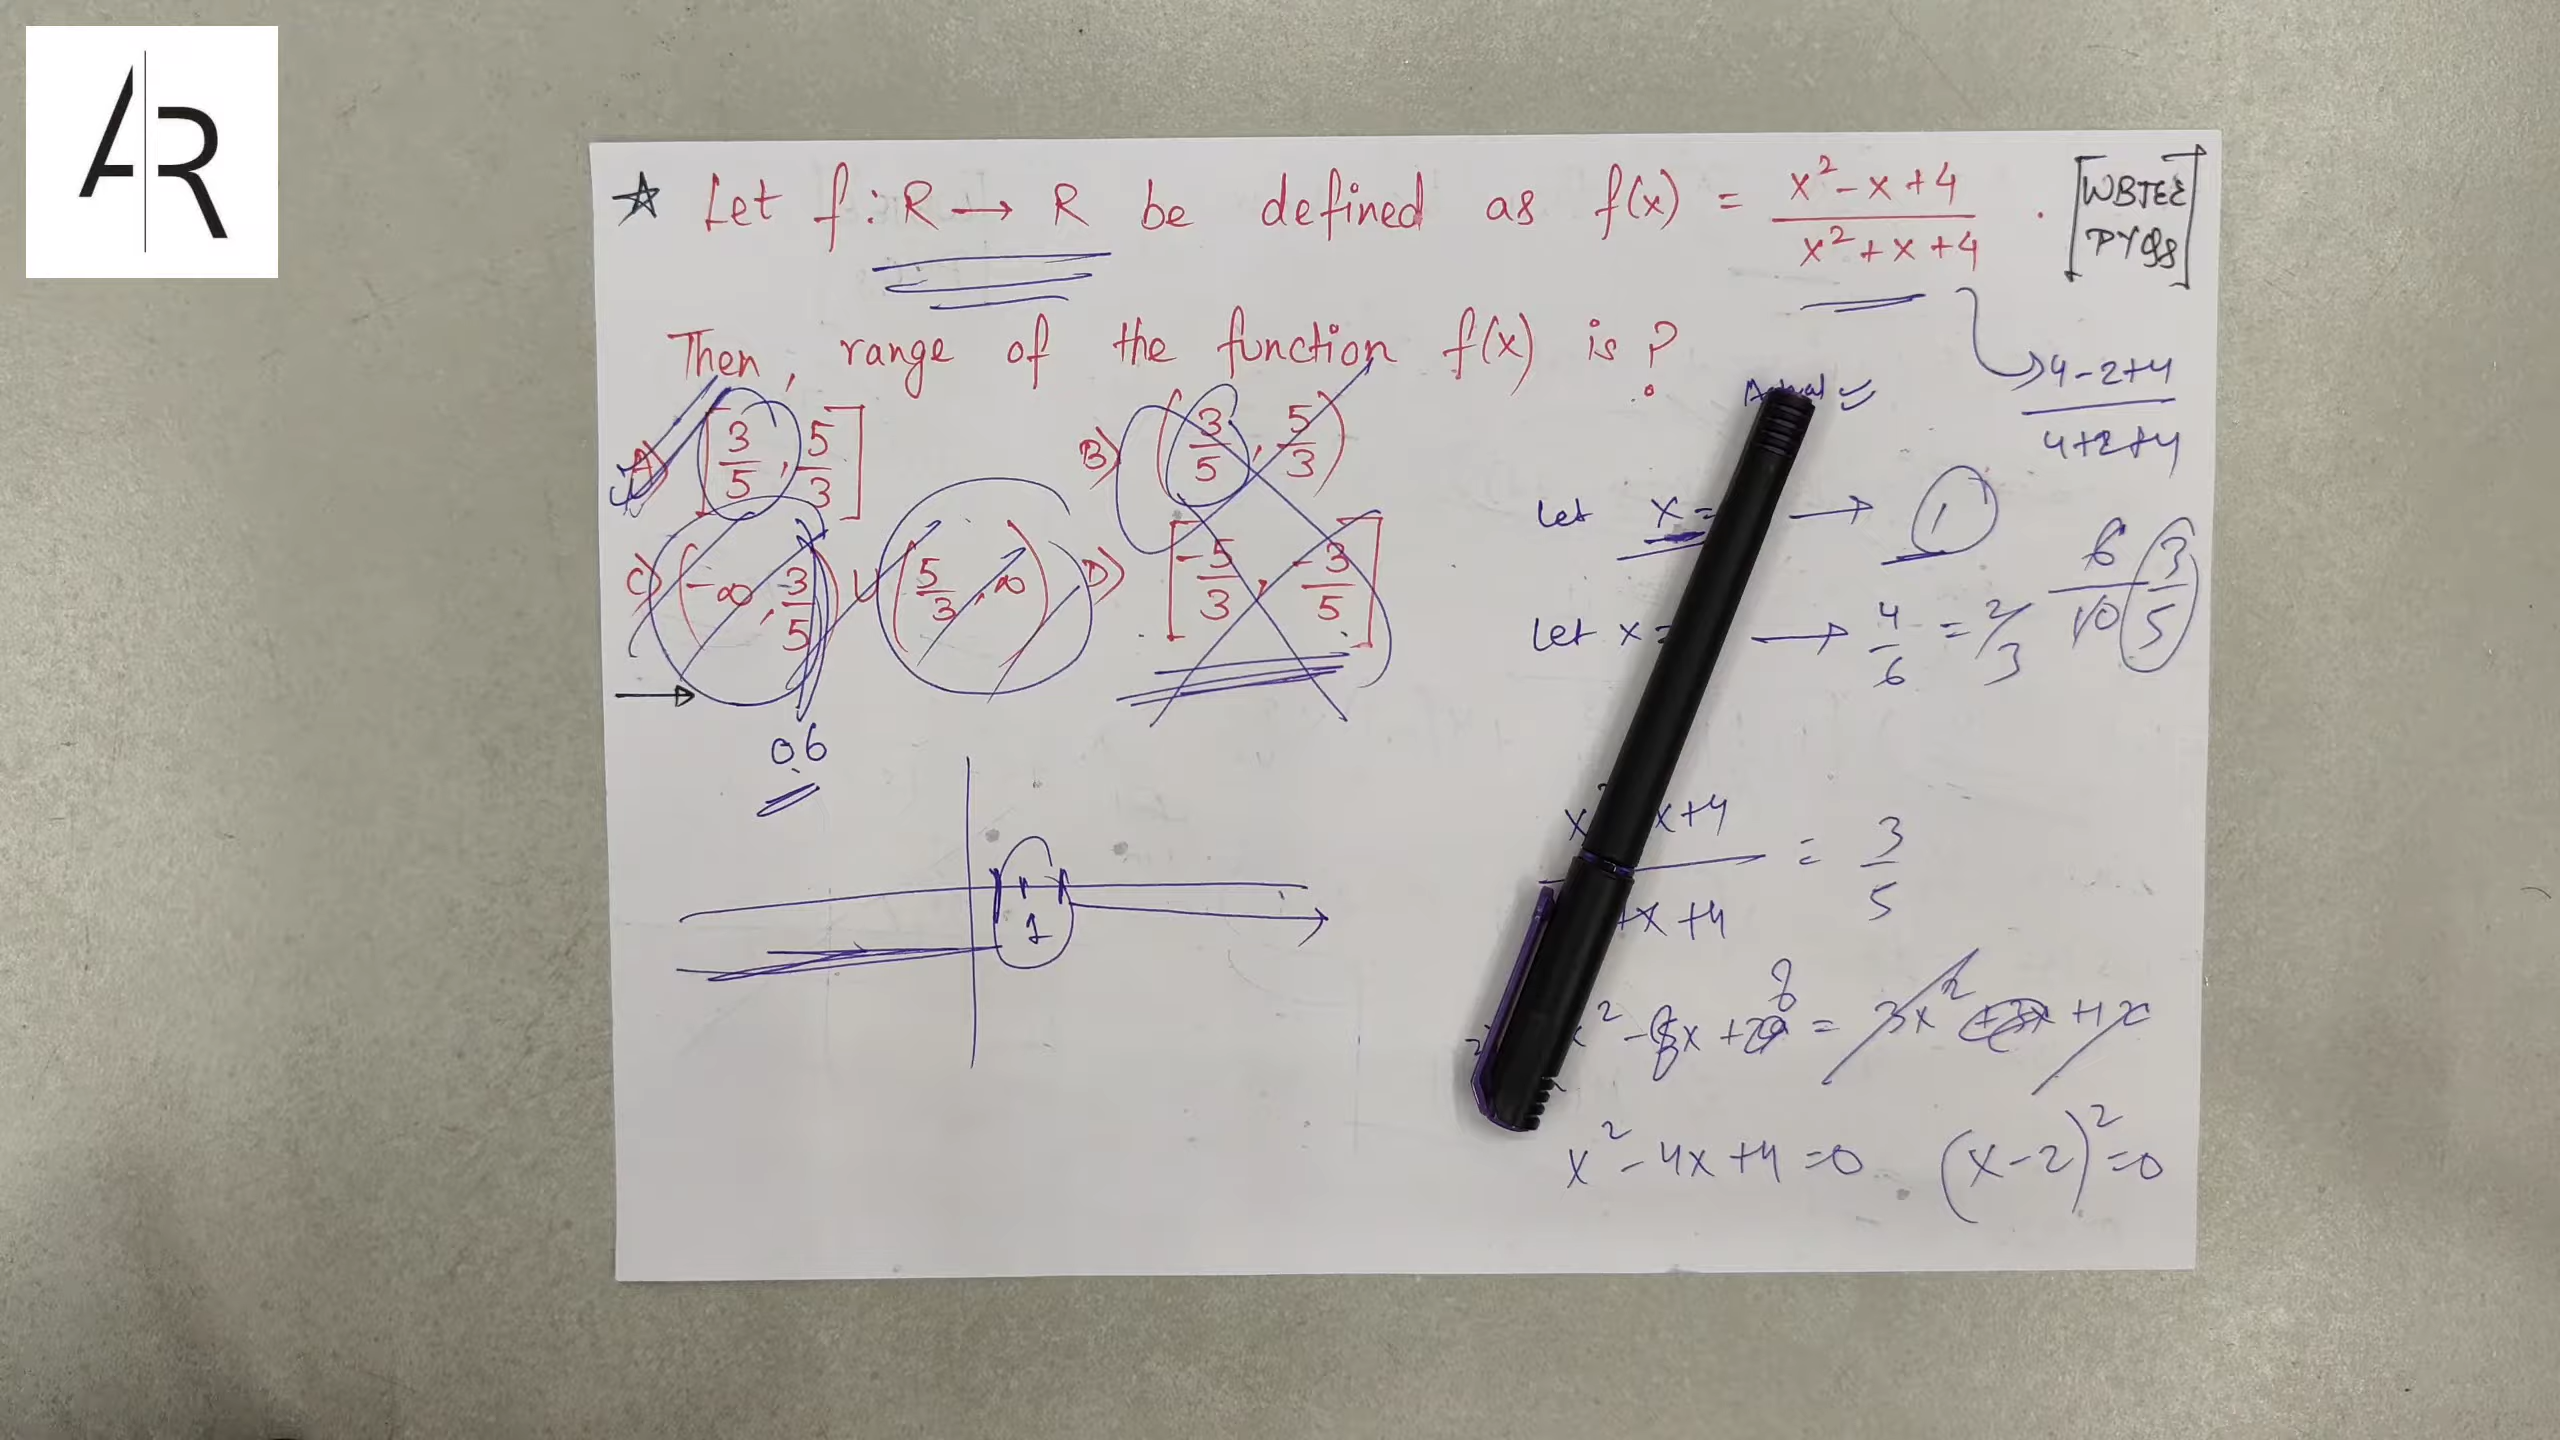 AR
☆ Let f : R → R be defined as f(x) = (x² - x + 4)/(x² + x + 4) . [WBJEE PYQs]
Then, range of the function f(x) is ?
A) [3/5, 5/3] B) (3/5, 5/3)
C) (-∞, 3/5) ∪ (5/3, ∞) D) [-5/3, -3/5]
(4-2+4)/(4+2+4)
Let x = → 1
6/10 3/5
Let x = → 4/6 = 2/3
0.6
x+4
= 3/5
+x+4
1
x² - 4x + 4 = 0 (x-2)² = 0